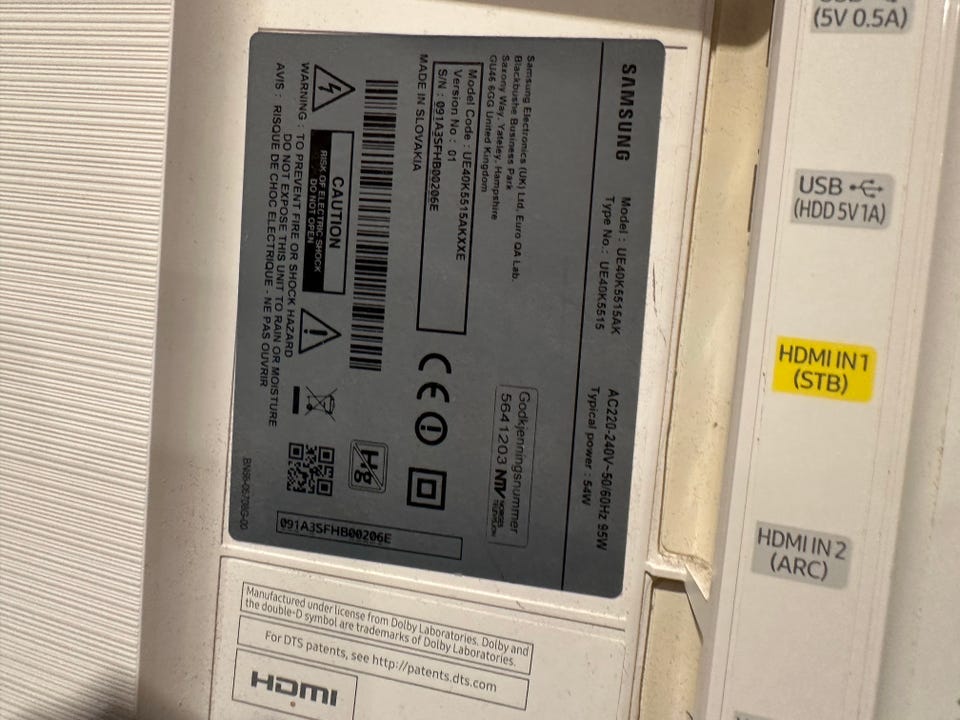 SAMSUNG
Model : UE40K5515AK
Type No.: UE40K5515
AC220-240V~50/60Hz 95W
Typical power : 54W
Samsung Electronics (UK) Ltd, Euro QA Lab.
Blackbushe Business Park
Saxony Way, Yateley, Hampshire
GU46 6GG United Kingdom
Godkjenningsnummer
5641203 NTV
Model Code : UE40K5515AKXXE
Version No : 01
S/N : 091A3SFHB00206E
MADE IN SLOVAKIA
CE
Hg
CAUTION
RISK OF ELECTRIC SHOCK
DO NOT OPEN
WARNING : TO PREVENT FIRE OR SHOCK HAZARD
DO NOT EXPOSE THIS UNIT TO RAIN OR MOISTURE
AVIS : RISQUE DE CHOC ELECTRIQUE - NE PAS OUVRIR
091A3SFHB00206E
Manufactured under license from Dolby Laboratories. Dolby and
the double-D symbol are trademarks of Dolby Laboratories.
For DTS patents, see http://patents.dts.com
HDMI
(5V 0.5A)
USB
(HDD 5V 1A)
HDMI IN 1
(STB)
HDMI IN 2
(ARC)